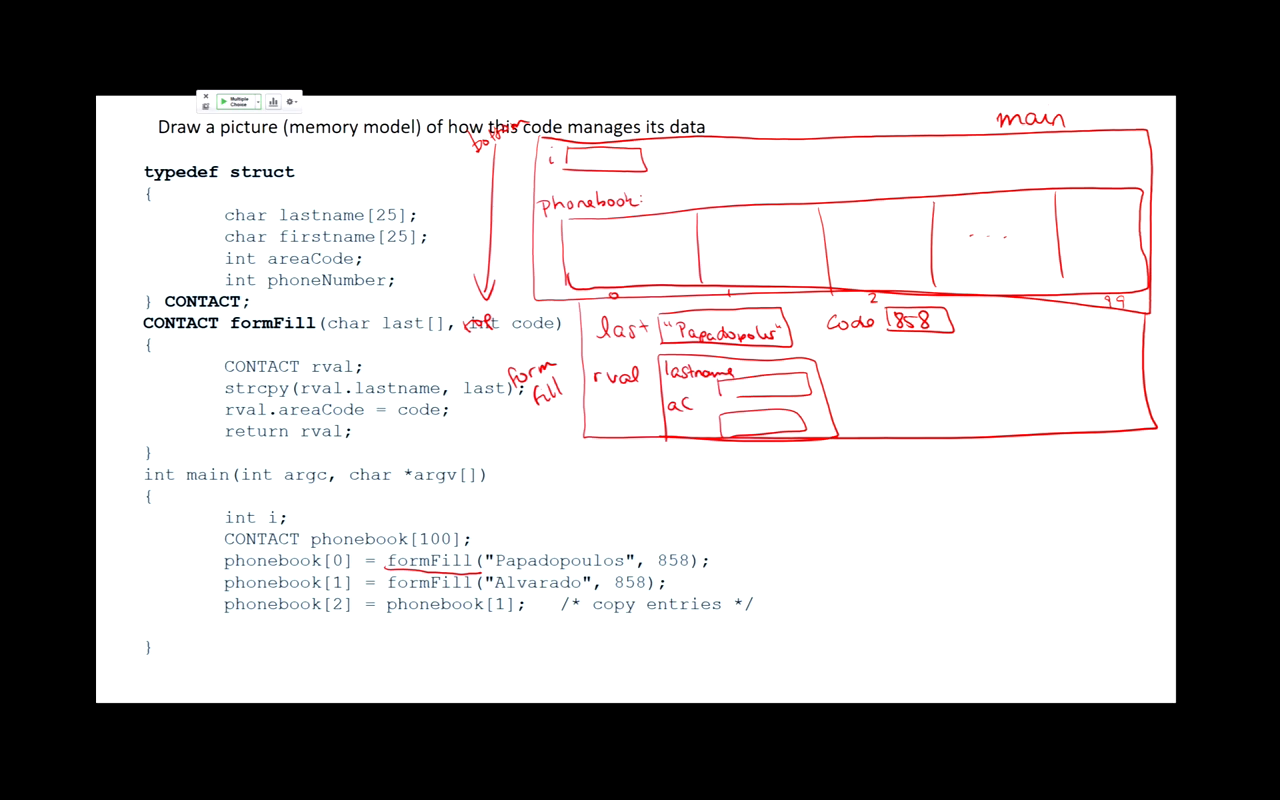 Multiple
Choice
Draw a picture (memory model) of how this code manages its data
main
bottom
i
typedef struct
{
char lastname[25];
phonebook:
char firstname[25];
int areaCode;
...
int phoneNumber;
} CONTACT;
0 1 2 99
CONTACT formFill(char last[], int code)
top
last "Papadopolus" Code 858
{
CONTACT rval;
form
fill
rval lastname
aC
strcpy(rval.lastname, last);
rval.areaCode = code;
return rval;
}
int main(int argc, char *argv[])
{
int i;
CONTACT phonebook[100];
phonebook[0] = formFill("Papadopoulos", 858);
phonebook[1] = formFill("Alvarado", 858);
phonebook[2] = phonebook[1]; /* copy entries */
}